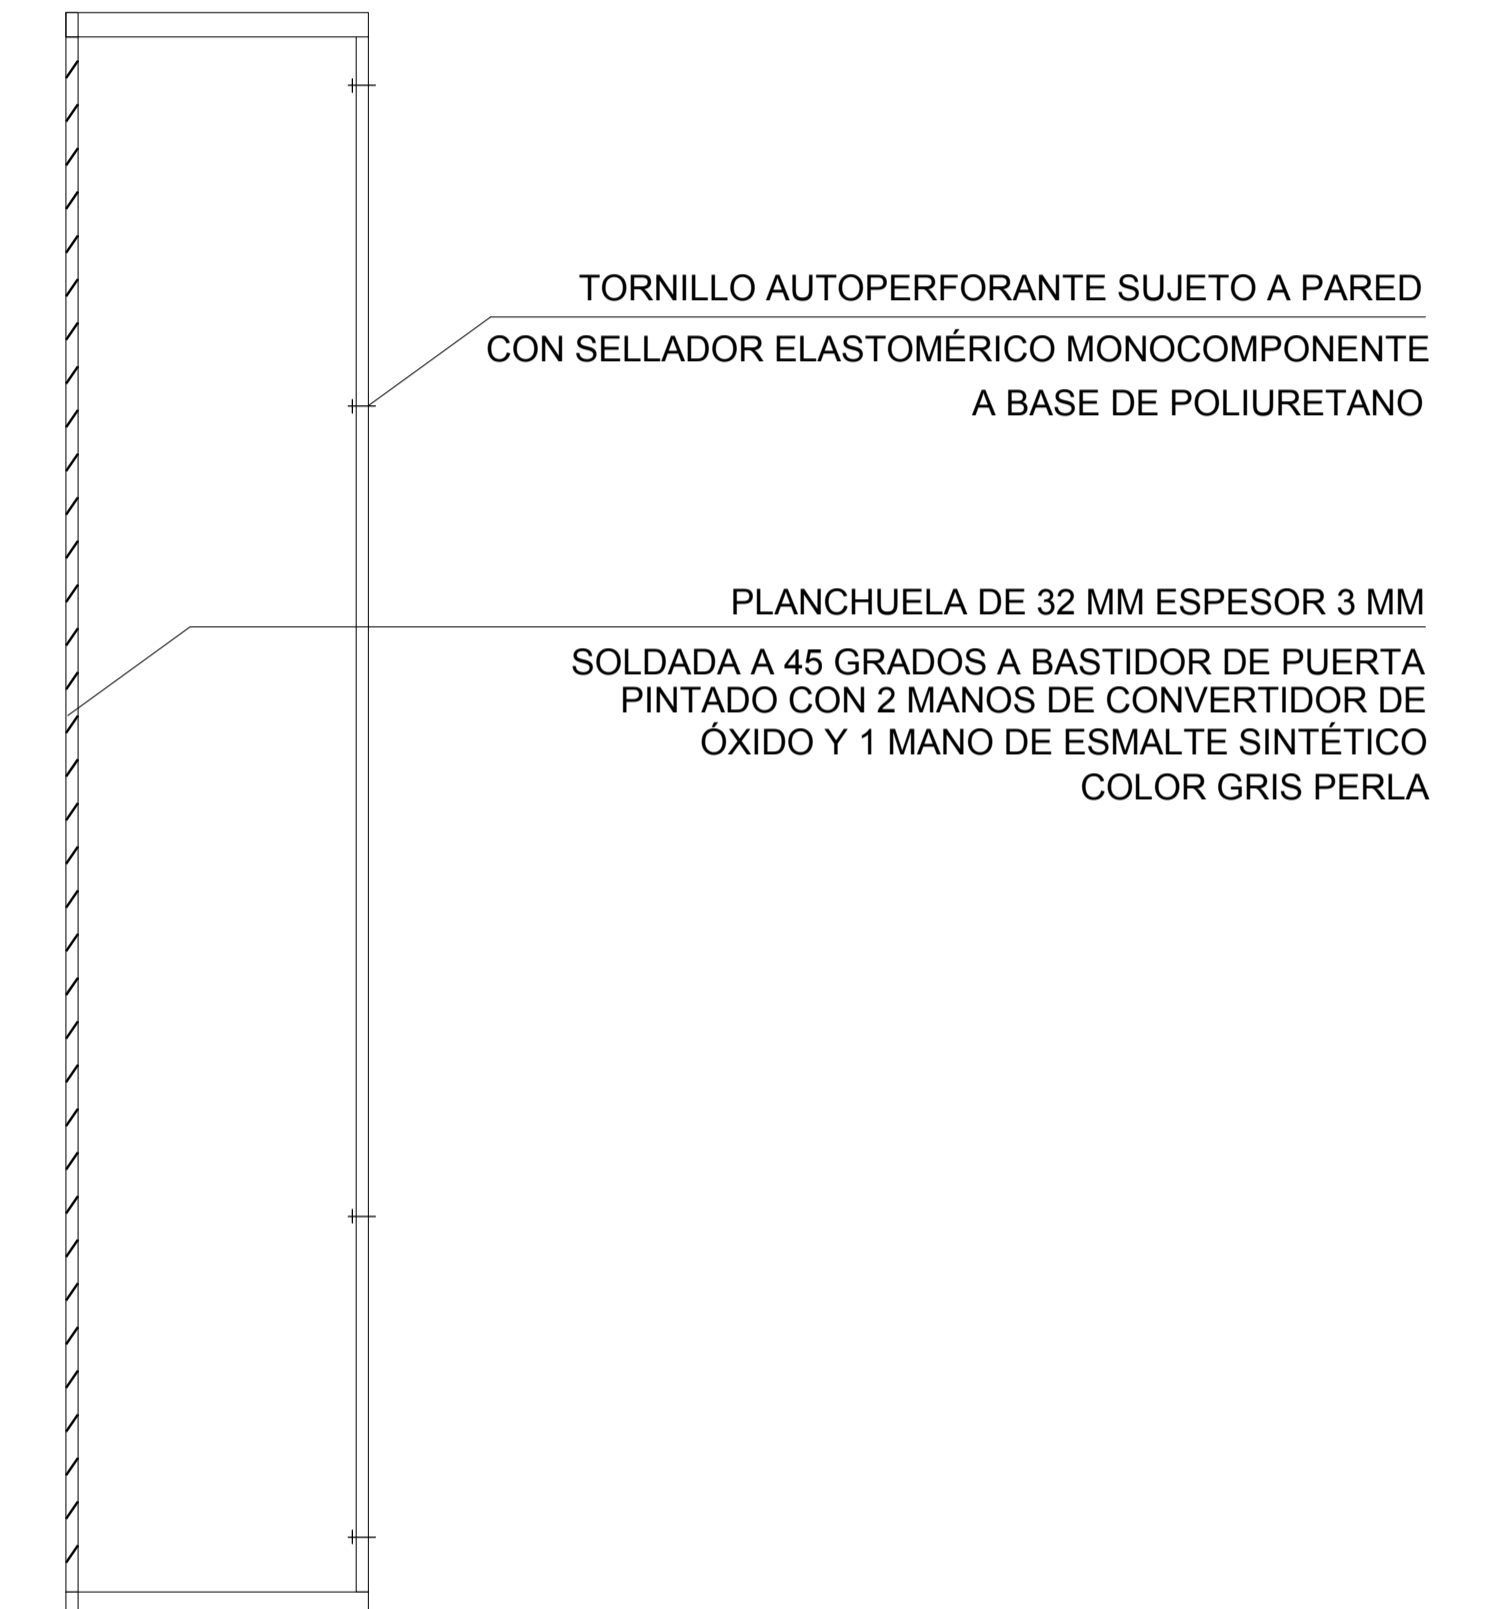 TORNILLO AUTOPERFORANTE SUJETO A PARED
CON SELLADOR ELASTOMÉRICO MONOCOMPONENTE
A BASE DE POLIURETANO
PLANCHUELA DE 32 MM ESPESOR 3 MM
SOLDADA A 45 GRADOS A BASTIDOR DE PUERTA
PINTADO CON 2 MANOS DE CONVERTIDOR DE
ÓXIDO Y 1 MANO DE ESMALTE SINTÉTICO
COLOR GRIS PERLA